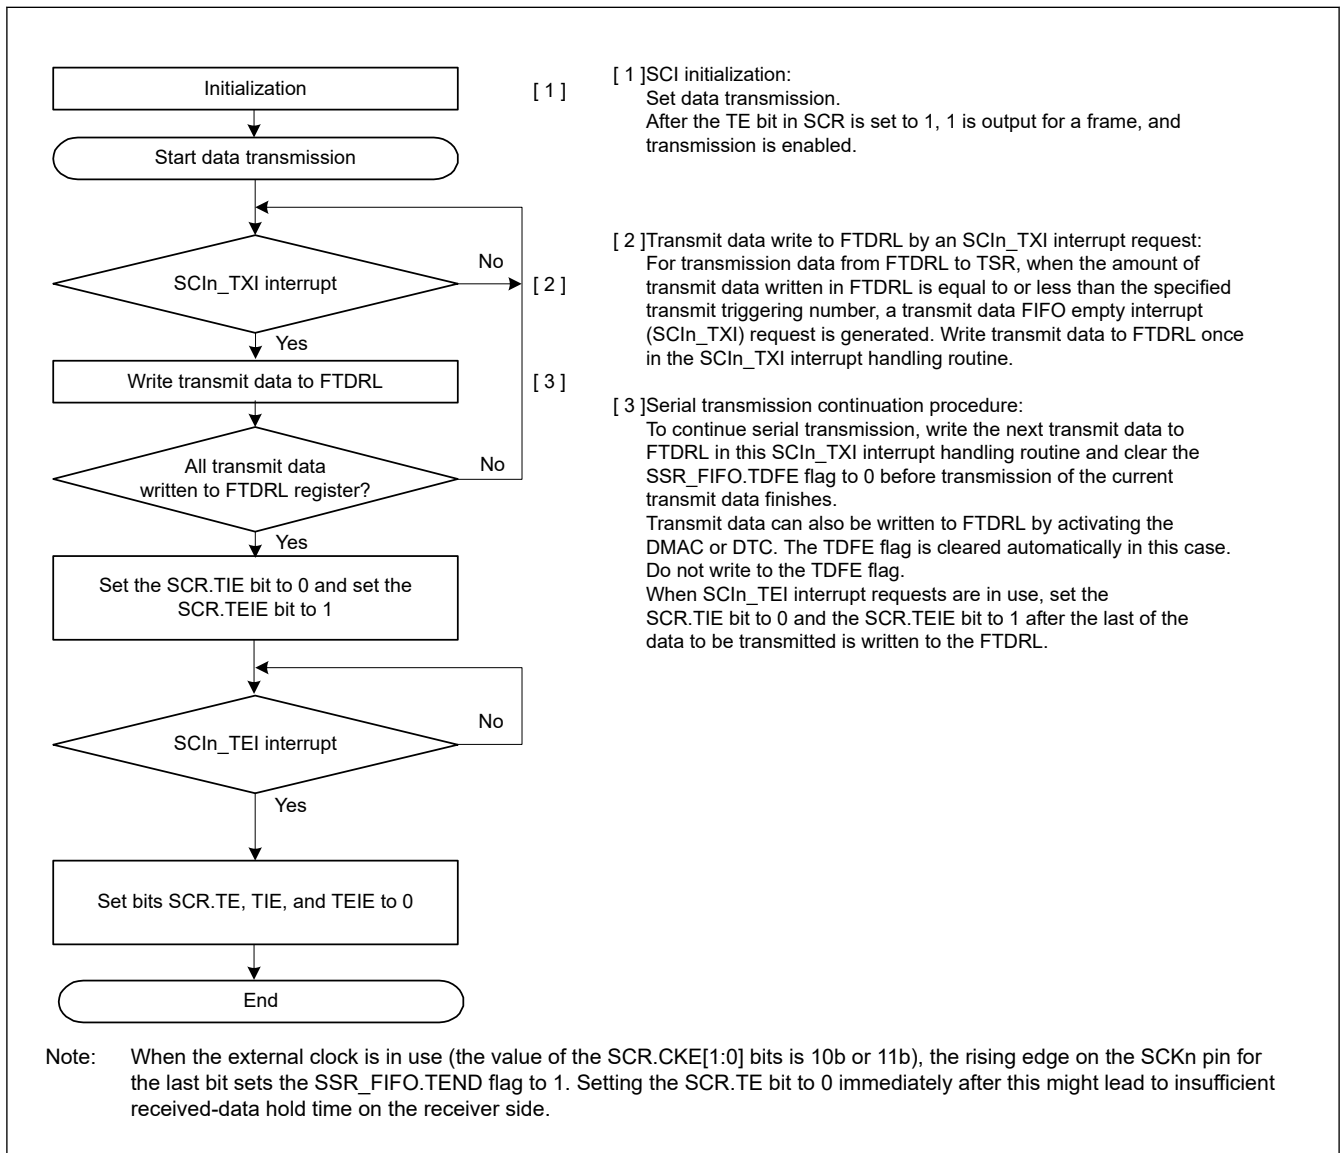 Initialization
[ 1 ]
Start data transmission
SCIn_TXI interrupt
No
[ 2 ]
Yes
Write transmit data to FTDRL
[ 3 ]
All transmit data
written to FTDRL register?
No
Yes
Set the SCR.TIE bit to 0 and set the
SCR.TEIE bit to 1
SCIn_TEI interrupt
No
Yes
Set bits SCR.TE, TIE, and TEIE to 0
End
[ 1 ]SCI initialization:
Set data transmission.
After the TE bit in SCR is set to 1, 1 is output for a frame, and
transmission is enabled.
[ 2 ]Transmit data write to FTDRL by an SCIn_TXI interrupt request:
For transmission data from FTDRL to TSR, when the amount of
transmit data written in FTDRL is equal to or less than the specified
transmit triggering number, a transmit data FIFO empty interrupt
(SCIn_TXI) request is generated. Write transmit data to FTDRL once
in the SCIn_TXI interrupt handling routine.
[ 3 ]Serial transmission continuation procedure:
To continue serial transmission, write the next transmit data to
FTDRL in this SCIn_TXI interrupt handling routine and clear the
SSR_FIFO.TDFE flag to 0 before transmission of the current
transmit data finishes.
Transmit data can also be written to FTDRL by activating the
DMAC or DTC. The TDFE flag is cleared automatically in this case.
Do not write to the TDFE flag.
When SCIn_TEI interrupt requests are in use, set the
SCR.TIE bit to 0 and the SCR.TEIE bit to 1 after the last of the
data to be transmitted is written to the FTDRL.
Note: When the external clock is in use (the value of the SCR.CKE[1:0] bits is 10b or 11b), the rising edge on the SCKn pin for
the last bit sets the SSR_FIFO.TEND flag to 1. Setting the SCR.TE bit to 0 immediately after this might lead to insufficient
received-data hold time on the receiver side.